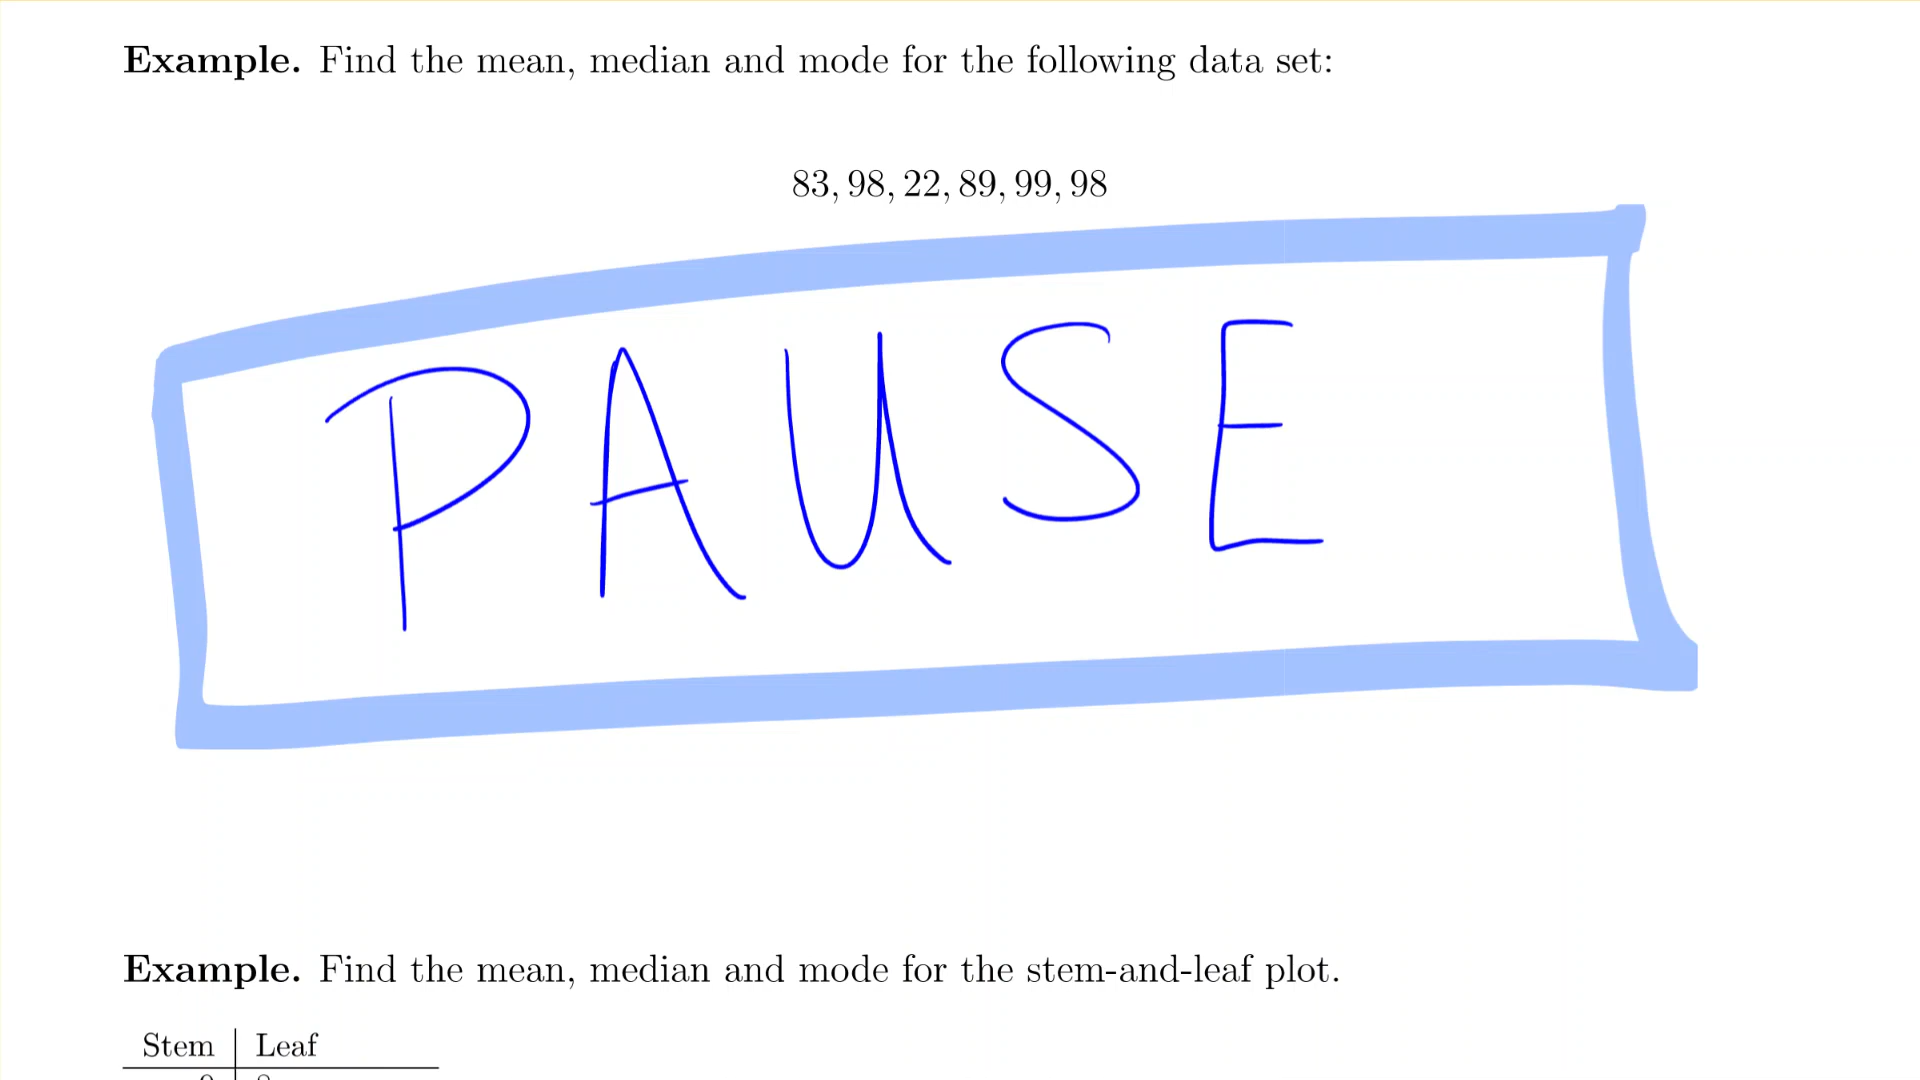 Example. Find the mean, median and mode for the following data set:
83, 98, 22, 89, 99, 98
PAUSE
Example. Find the mean, median and mode for the stem-and-leaf plot.
Stem | Leaf